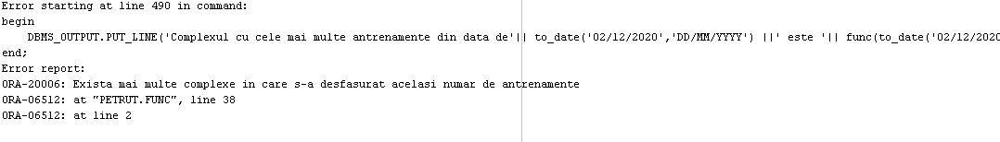 Error starting at line 490 in command:
begin
DBMS_OUTPUT.PUT_LINE('Complexul cu cele mai multe antrenamente din data de'|| to_date('02/12/2020','DD/MM/YYYY') ||' este '|| func(to_date('02/12/2020
end;
Error report:
ORA-20006: Exista mai multe complexe in care s-a desfasurat acelasi numar de antrenamente
ORA-06512: at "PETRUT.FUNC", line 38
ORA-06512: at line 2